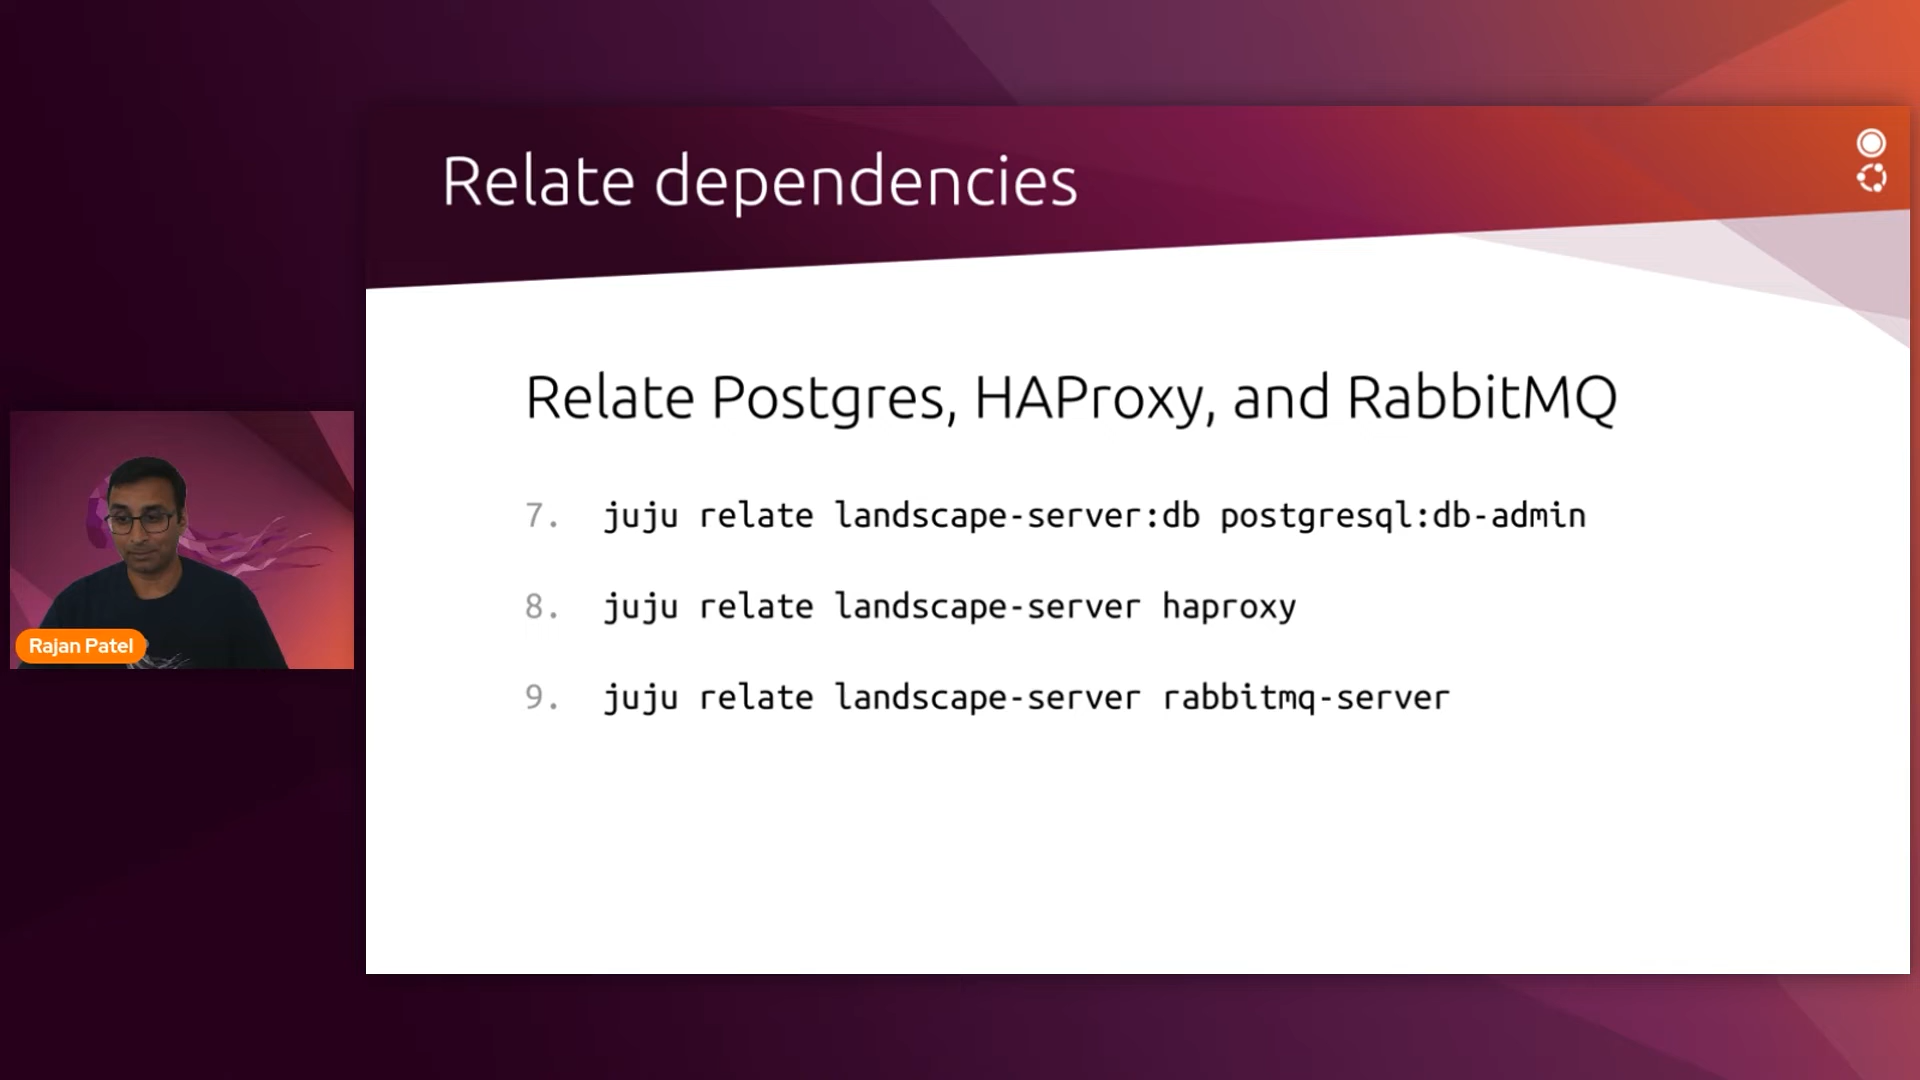 Relate dependencies
Relate Postgres, HAProxy, and RabbitMQ
7. juju relate landscape-server:db postgresql:db-admin
8. juju relate landscape-server haproxy
9. juju relate landscape-server rabbitmq-server
Rajan Patel